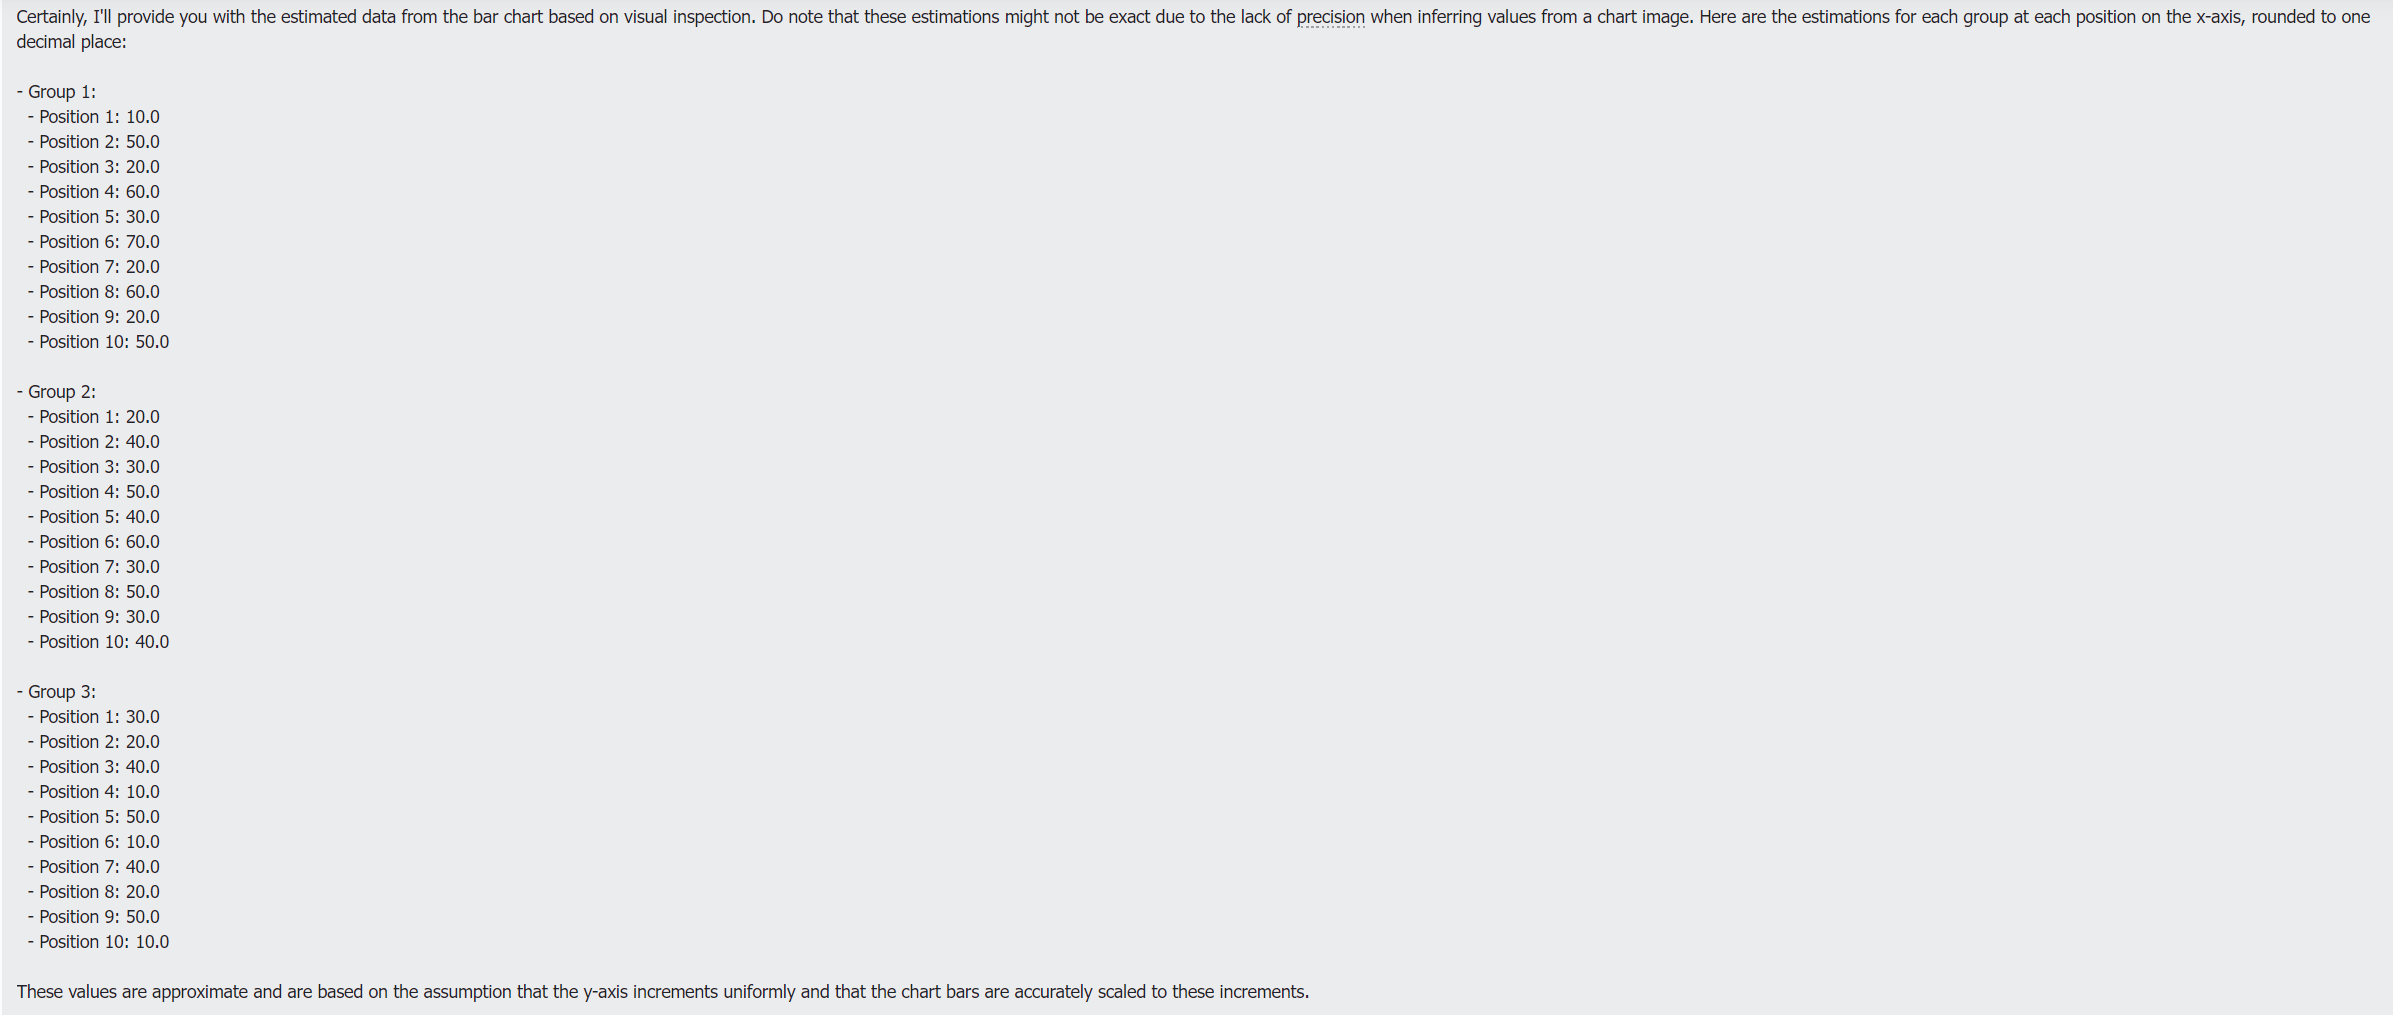 Certainly, I'll provide you with the estimated data from the bar chart based on visual inspection. Do note that these estimations might not be exact due to the lack of precision when inferring values from a chart image. Here are the estimations for each group at each position on the x-axis, rounded to one
decimal place:
- Group 1:
- Position 1: 10.0
- Position 2: 50.0
- Position 3: 20.0
- Position 4: 60.0
- Position 5: 30.0
- Position 6: 70.0
- Position 7: 20.0
- Position 8: 60.0
- Position 9: 20.0
- Position 10: 50.0
- Group 2:
- Position 1: 20.0
- Position 2: 40.0
- Position 3: 30.0
- Position 4: 50.0
- Position 5: 40.0
- Position 6: 60.0
- Position 7: 30.0
- Position 8: 50.0
- Position 9: 30.0
- Position 10: 40.0
- Group 3:
- Position 1: 30.0
- Position 2: 20.0
- Position 3: 40.0
- Position 4: 10.0
- Position 5: 50.0
- Position 6: 10.0
- Position 7: 40.0
- Position 8: 20.0
- Position 9: 50.0
- Position 10: 10.0
These values are approximate and are based on the assumption that the y-axis increments uniformly and that the chart bars are accurately scaled to these increments.